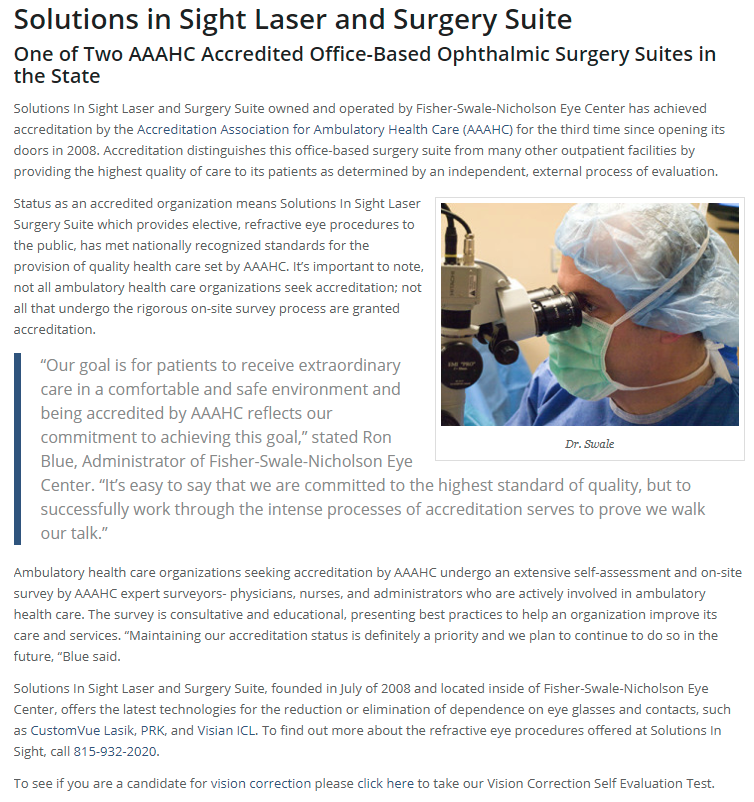 Solutions in Sight Laser and Surgery Suite
One of Two AAAHC Accredited Office-Based Ophthalmic Surgery Suites in
the State
Solutions In Sight Laser and Surgery Suite owned and operated by Fisher-Swale-Nicholson Eye Center has achieved
accreditation by the Accreditation Association for Ambulatory Health Care (AAAHC) for the third time since opening its
doors in 2008. Accreditation distinguishes this office-based surgery suite from many other outpatient facilities by
providing the highest quality of care to its patients as determined by an independent, external process of evaluation.
Status as an accredited organization means Solutions In Sight Laser
Surgery Suite which provides elective, refractive eye procedures to
the public, has met nationally recognized standards for the
provision of quality health care set by AAAHC. It’s important to note,
not all ambulatory health care organizations seek accreditation; not
all that undergo the rigorous on-site survey process are granted
accreditation.
Dr. Swale
“Our goal is for patients to receive extraordinary
care in a comfortable and safe environment and
being accredited by AAAHC reflects our
commitment to achieving this goal,” stated Ron
Blue, Administrator of Fisher-Swale-Nicholson Eye
Center. “It’s easy to say that we are committed to the highest standard of quality, but to
successfully work through the intense processes of accreditation serves to prove we walk
our talk.”
Ambulatory health care organizations seeking accreditation by AAAHC undergo an extensive self-assessment and on-site
survey by AAAHC expert surveyors- physicians, nurses, and administrators who are actively involved in ambulatory
health care. The survey is consultative and educational, presenting best practices to help an organization improve its
care and services. “Maintaining our accreditation status is definitely a priority and we plan to continue to do so in the
future, “Blue said.
Solutions In Sight Laser and Surgery Suite, founded in July of 2008 and located inside of Fisher-Swale-Nicholson Eye
Center, offers the latest technologies for the reduction or elimination of dependence on eye glasses and contacts, such
as CustomVue Lasik, PRK, and Visian ICL. To find out more about the refractive eye procedures offered at Solutions In
Sight, call 815-932-2020.
To see if you are a candidate for vision correction please click here to take our Vision Correction Self Evaluation Test.